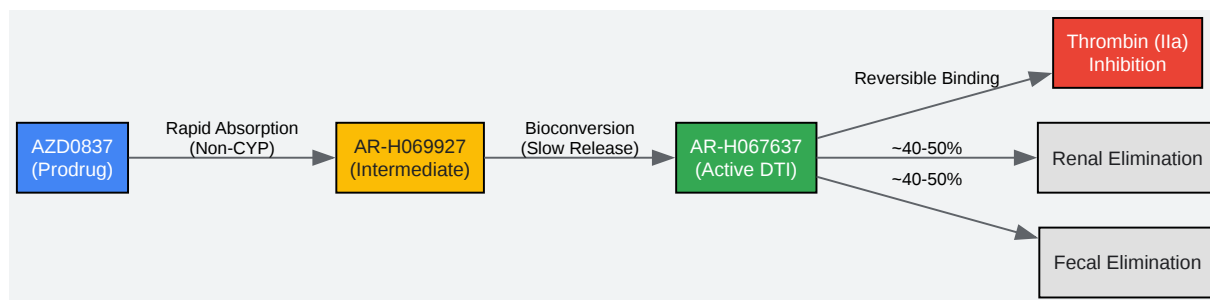 AZD0837
(Prodrug)
Rapid Absorption
(Non-CYP)
AR-H069927
(Intermediate)
Bioconversion
(Slow Release)
AR-H067637
(Active DTI)
Reversible Binding
Thrombin (IIa)
Inhibition
~40-50%
Renal Elimination
~40-50%
Fecal Elimination